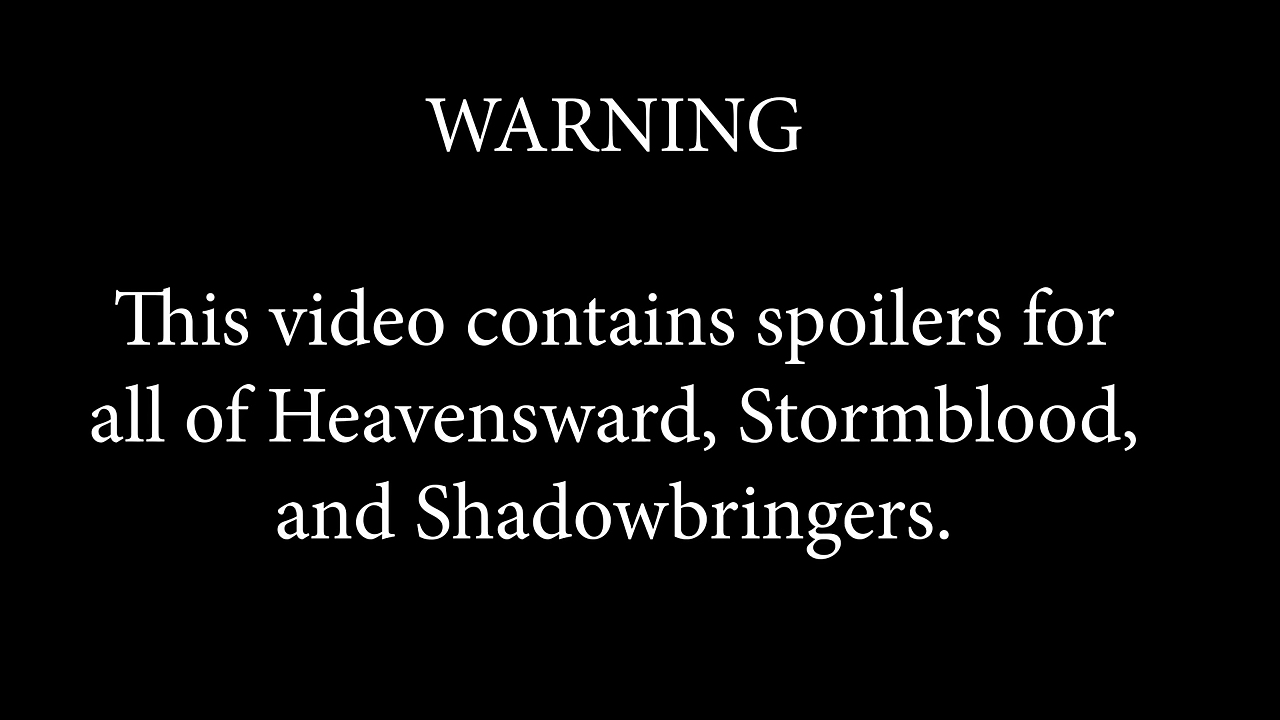 WARNING
This video contains spoilers for
all of Heavensward, Stormblood,
and Shadowbringers.